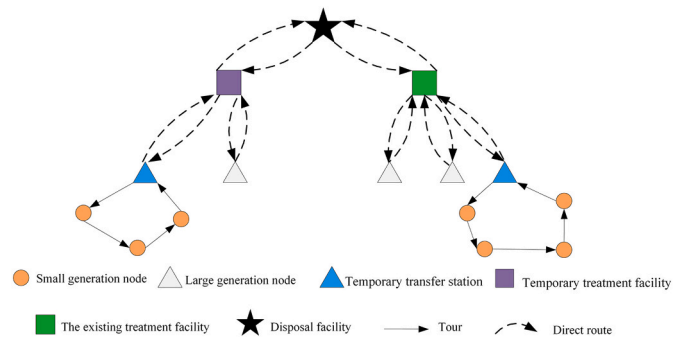 Small generation node Large generation node Temporary transfer station Temporary treatment facility
The existing treatment facility Disposal facility Tour Direct route